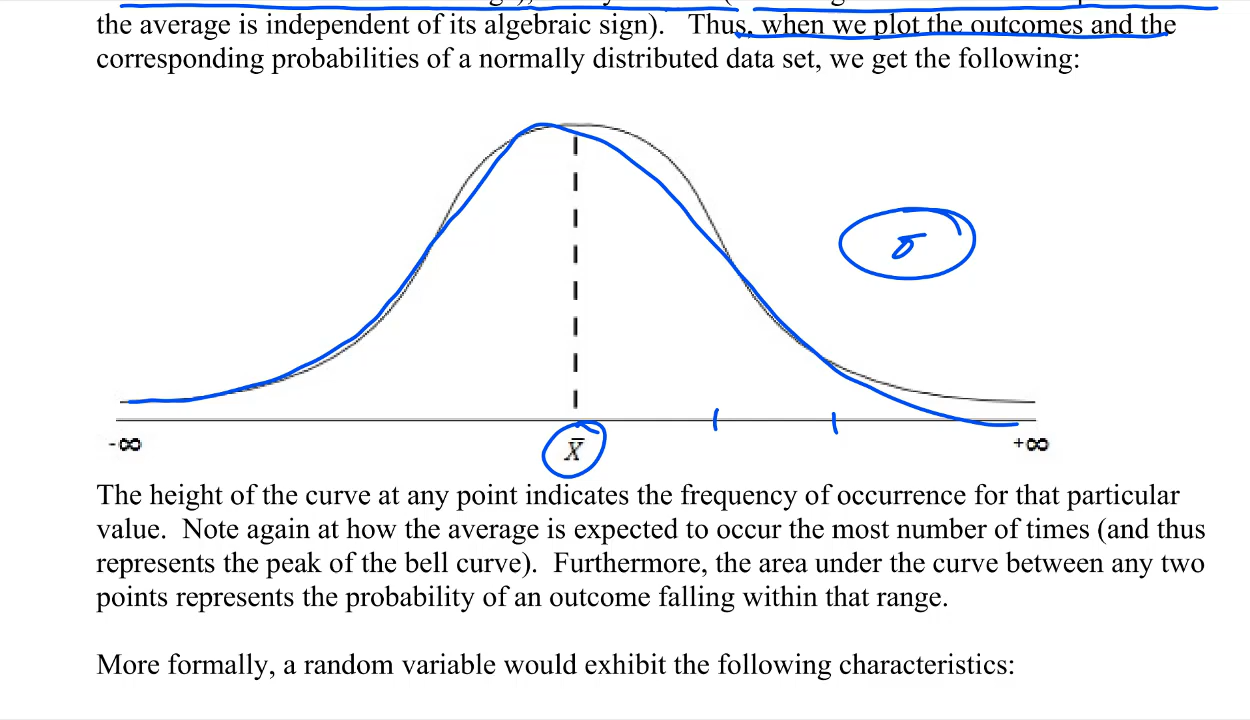 the average is independent of its algebraic sign).   Thus, when we plot the outcomes and the
corresponding probabilities of a normally distributed data set, we get the following:
σ
-∞
X̄
+∞
The height of the curve at any point indicates the frequency of occurrence for that particular
value.  Note again at how the average is expected to occur the most number of times (and thus
represents the peak of the bell curve).  Furthermore, the area under the curve between any two
points represents the probability of an outcome falling within that range.
More formally, a random variable would exhibit the following characteristics: